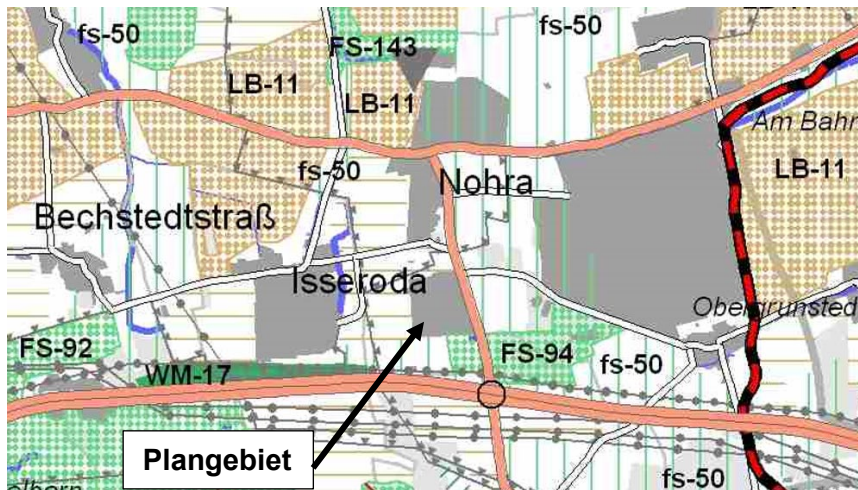 fs-50
FS-143
fs-50
LB-11
LB-11
Am Bahn
fs-50
LB-11
Nohra
Bechstedtstraß
Isseroda
Obergrunsted
FS-92
FS-94
fs-50
WM-17
Plangebiet
fs-50